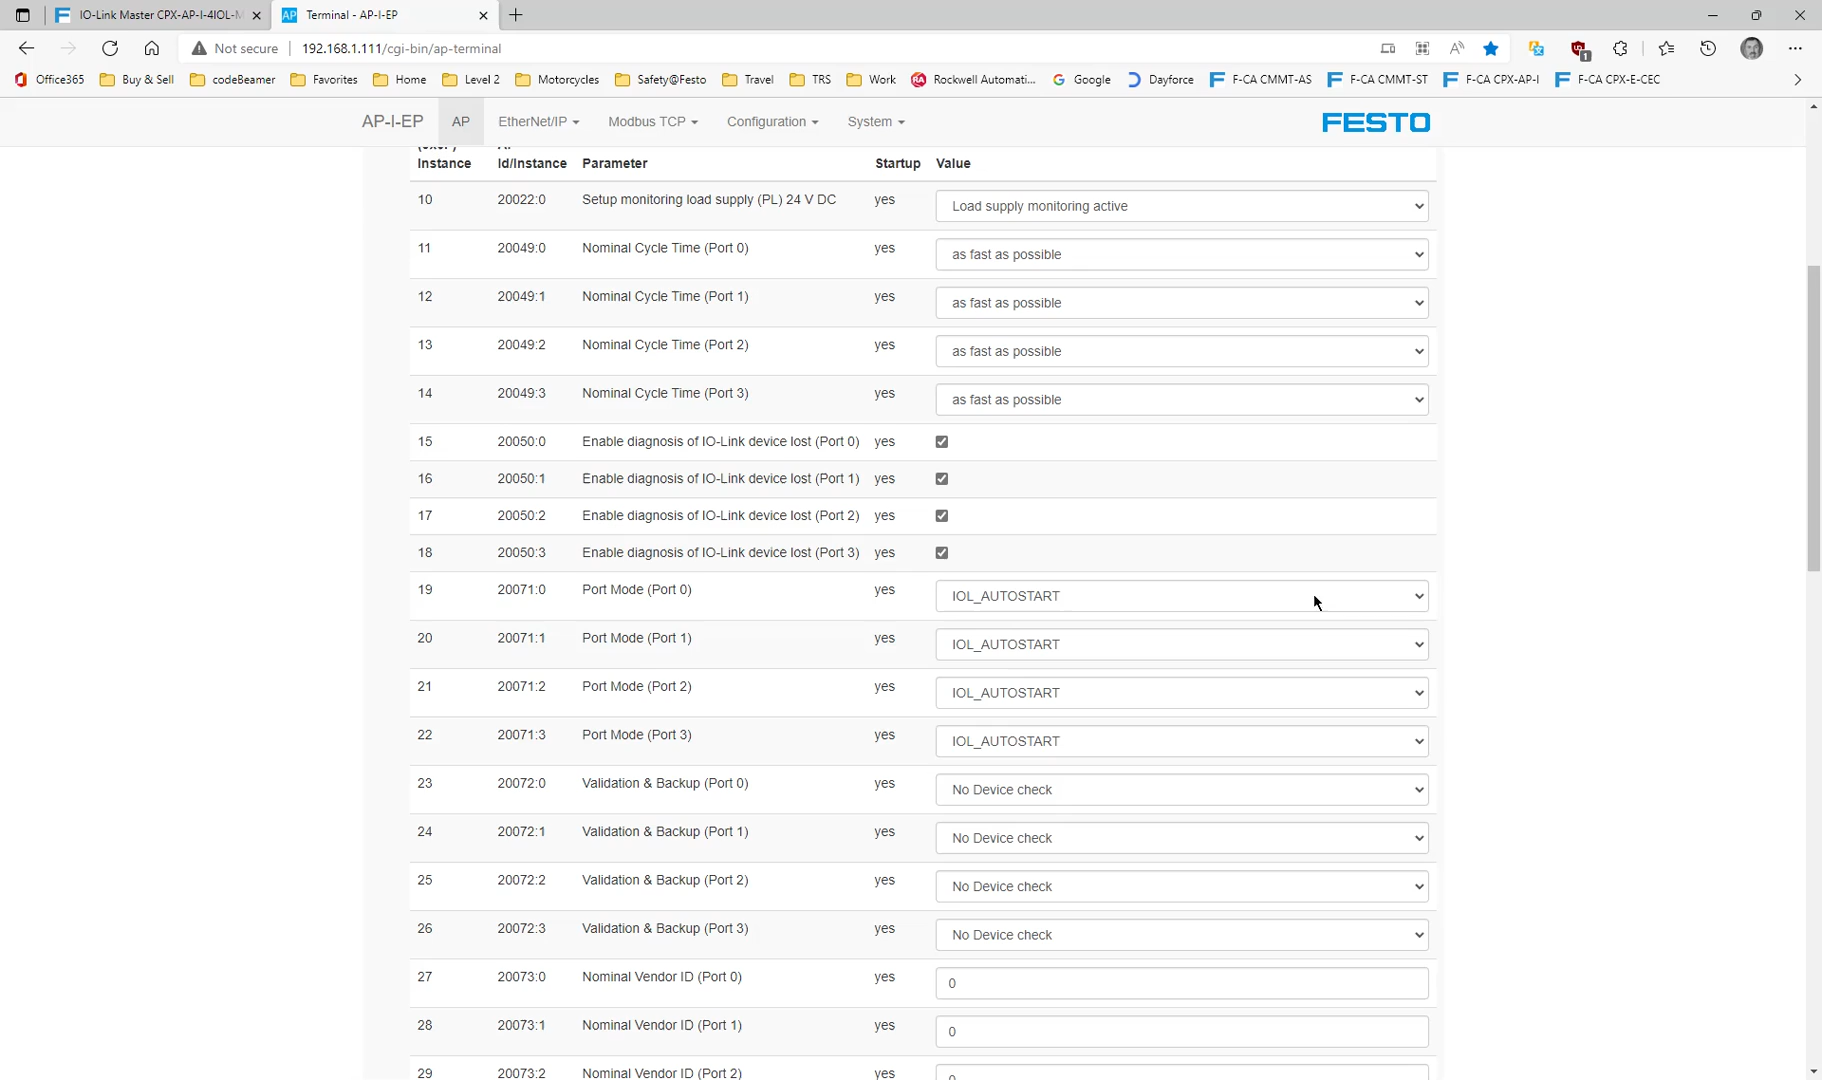 IO-Link Master CPX-AP-I-4IOL-M
Terminal - AP-I-EP
Not secure 192.168.1.111/cgi-bin/ap-terminal
Office365 Buy & Sell codeBeamer Favorites Home Level 2 Motorcycles Safety@Festo Travel TRS Work Rockwell Automati... Google Dayforce F-CA CMMT-AS F-CA CMMT-ST F-CA CPX-AP-I F-CA CPX-E-CEC
AP-I-EP AP EtherNet/IP Modbus TCP Configuration System FESTO
Instance Id/Instance Parameter Startup Value
10 20022:0 Setup monitoring load supply (PL) 24 V DC yes Load supply monitoring active
11 20049:0 Nominal Cycle Time (Port 0) yes as fast as possible
12 20049:1 Nominal Cycle Time (Port 1) yes as fast as possible
13 20049:2 Nominal Cycle Time (Port 2) yes as fast as possible
14 20049:3 Nominal Cycle Time (Port 3) yes as fast as possible
15 20050:0 Enable diagnosis of IO-Link device lost (Port 0) yes
16 20050:1 Enable diagnosis of IO-Link device lost (Port 1) yes
17 20050:2 Enable diagnosis of IO-Link device lost (Port 2) yes
18 20050:3 Enable diagnosis of IO-Link device lost (Port 3) yes
19 20071:0 Port Mode (Port 0) yes IOL_AUTOSTART
20 20071:1 Port Mode (Port 1) yes IOL_AUTOSTART
21 20071:2 Port Mode (Port 2) yes IOL_AUTOSTART
22 20071:3 Port Mode (Port 3) yes IOL_AUTOSTART
23 20072:0 Validation & Backup (Port 0) yes No Device check
24 20072:1 Validation & Backup (Port 1) yes No Device check
25 20072:2 Validation & Backup (Port 2) yes No Device check
26 20072:3 Validation & Backup (Port 3) yes No Device check
27 20073:0 Nominal Vendor ID (Port 0) yes 0
28 20073:1 Nominal Vendor ID (Port 1) yes 0
29 20073:2 Nominal Vendor ID (Port 2) yes 0